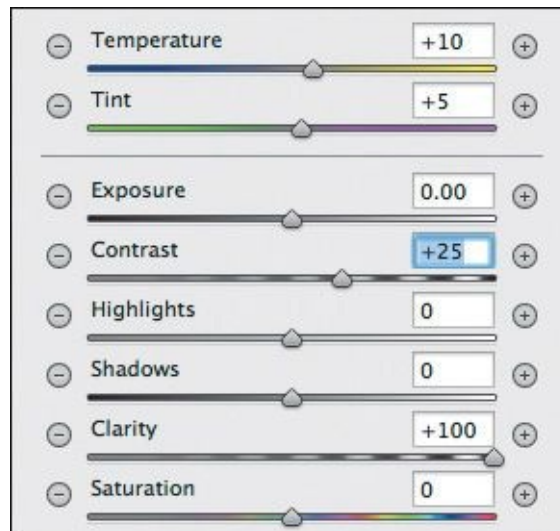 Temperature +10
Tint +5
Exposure 0.00
Contrast +25
Highlights 0
Shadows 0
Clarity +100
Saturation 0